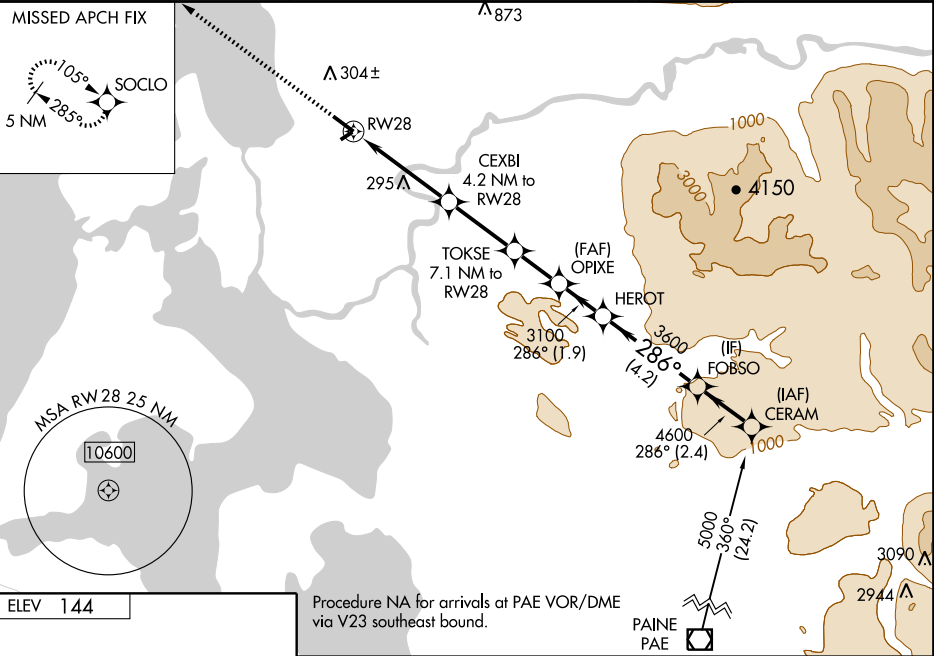 MISSED APCH FIX
105°
SOCLO
285°
5 NM
873
304±
RW28
295
CEXBI
4.2 NM to
RW28
TOKSE
7.1 NM to
RW28
(FAF)
OPIXE
HEROT
3100
286° (1.9)
3600
286°
(4.2)
(IF)
FOBSO
(IAF)
CERAM
4600
286° (2.4)
1000
3000
4150
1000
MSA RW 28 25 NM
10600
5000
360°
(24.2)
3090
2944
PAINE
PAE
ELEV 144
Procedure NA for arrivals at PAE VOR/DME
via V23 southeast bound.